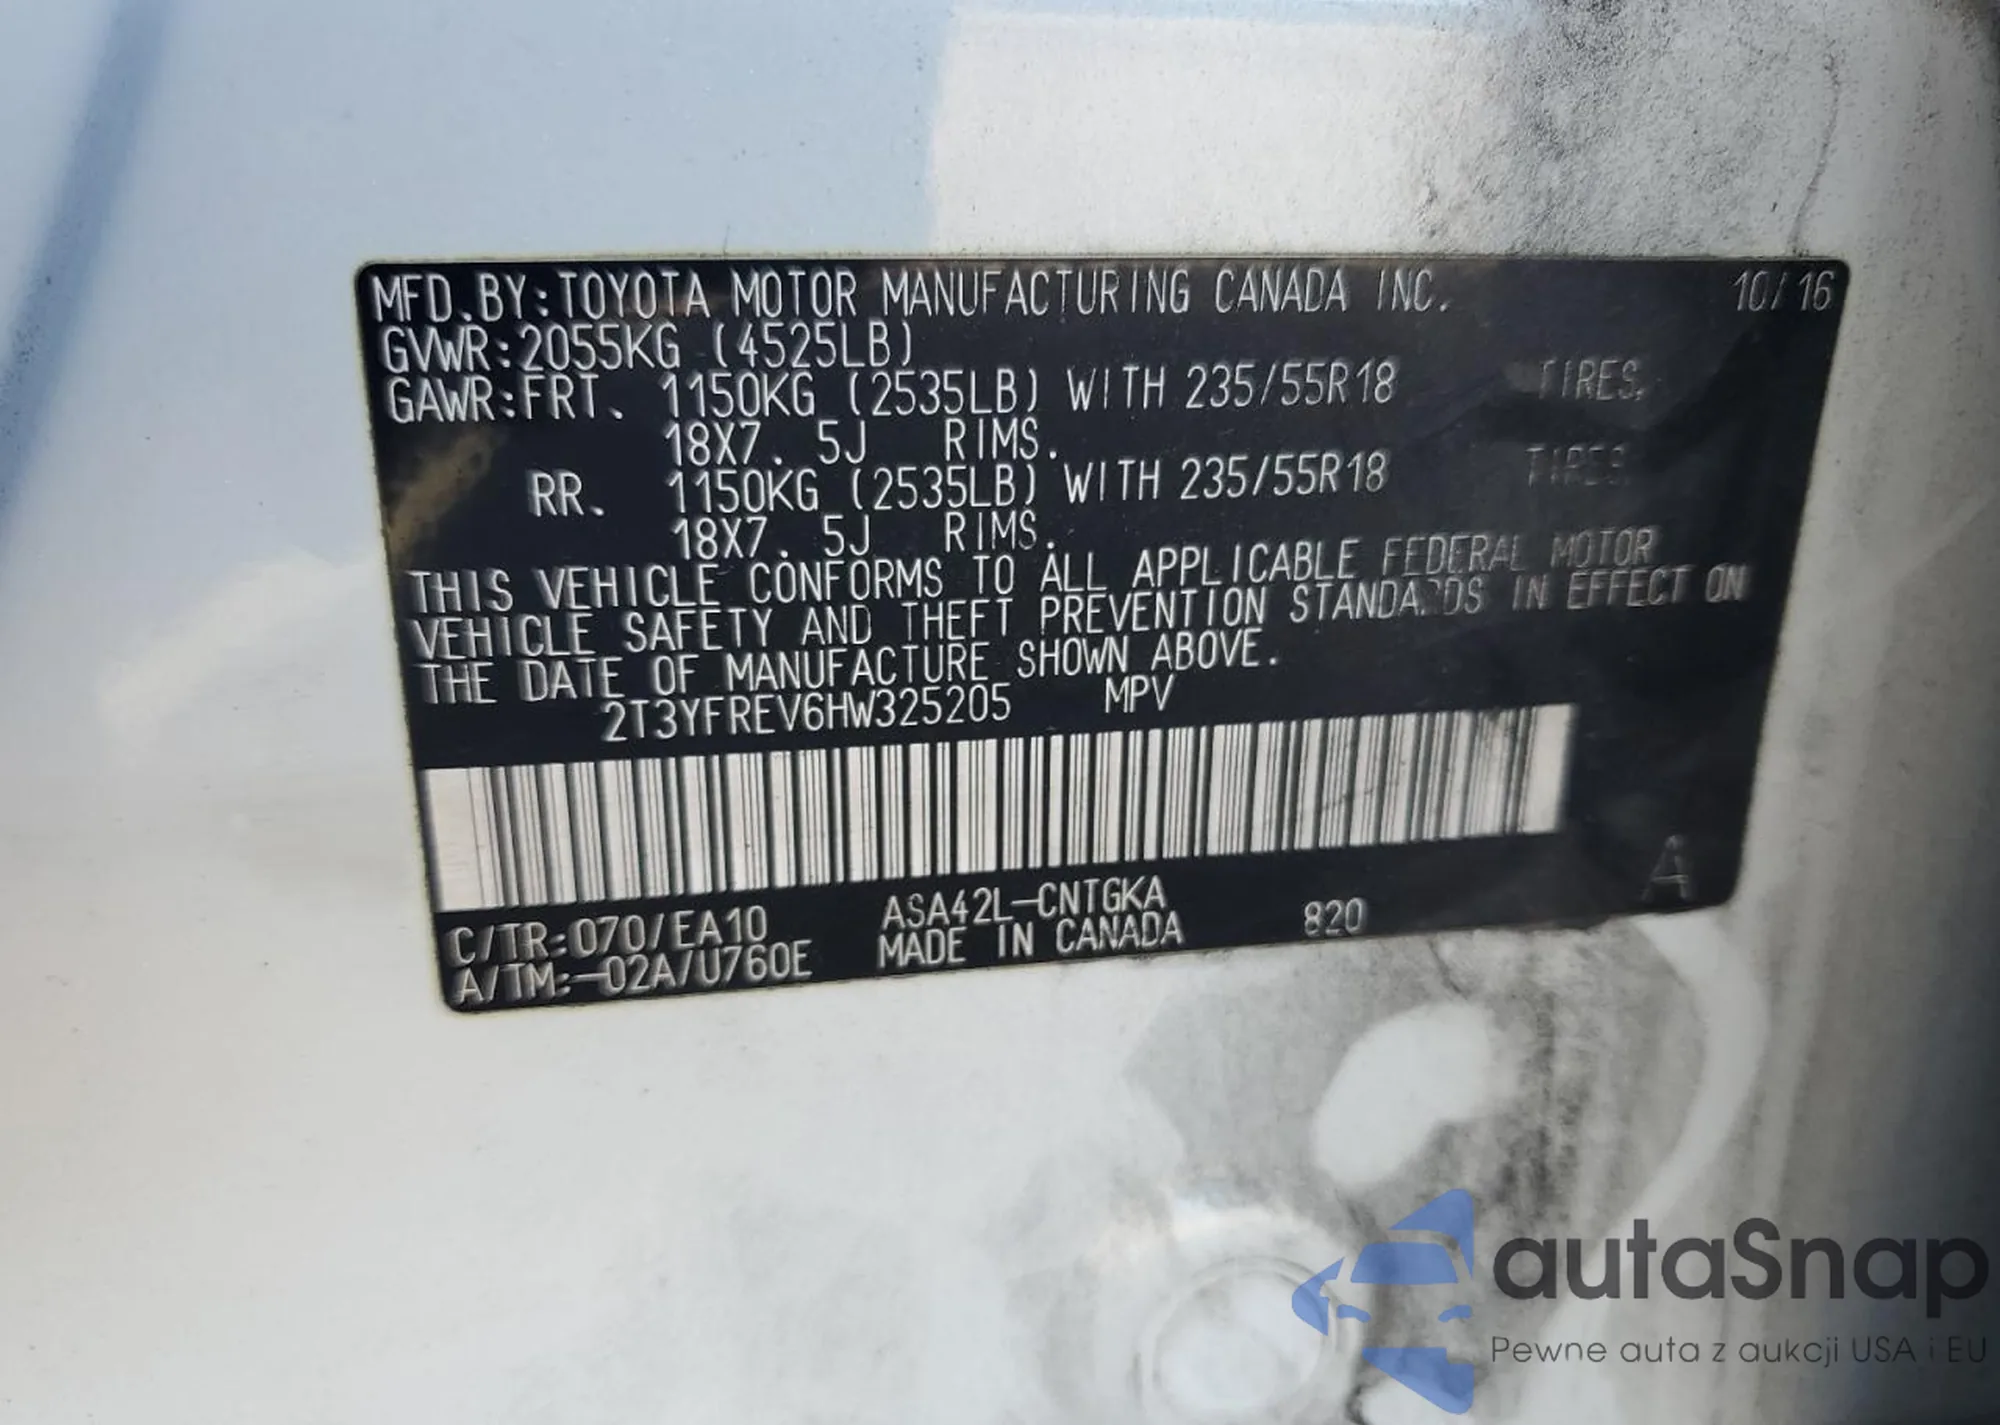 MFD.BY:TOYOTA MOTOR MANUFACTURING CANADA INC. 10/16
GVWR:2055KG (4525LB)
GAWR:FRT. 1150KG (2535LB) WITH 235/55R18 TIRES.
18X7.5J RIMS.
RR. 1150KG (2535LB) WITH 235/55R18 TIRES.
18X7.5J RIMS.
THIS VEHICLE CONFORMS TO ALL APPLICABLE FEDERAL MOTOR
VEHICLE SAFETY AND THEFT PREVENTION STANDARDS IN EFFECT ON
THE DATE OF MANUFACTURE SHOWN ABOVE.
2T3YFREV6HW325205 MPV
C/TR:070/EA10 ASA42L-CNTGKA 820 A
A/TM:-02A/U760E MADE IN CANADA
autaSnap
Pewne auta z aukcji USA i EU